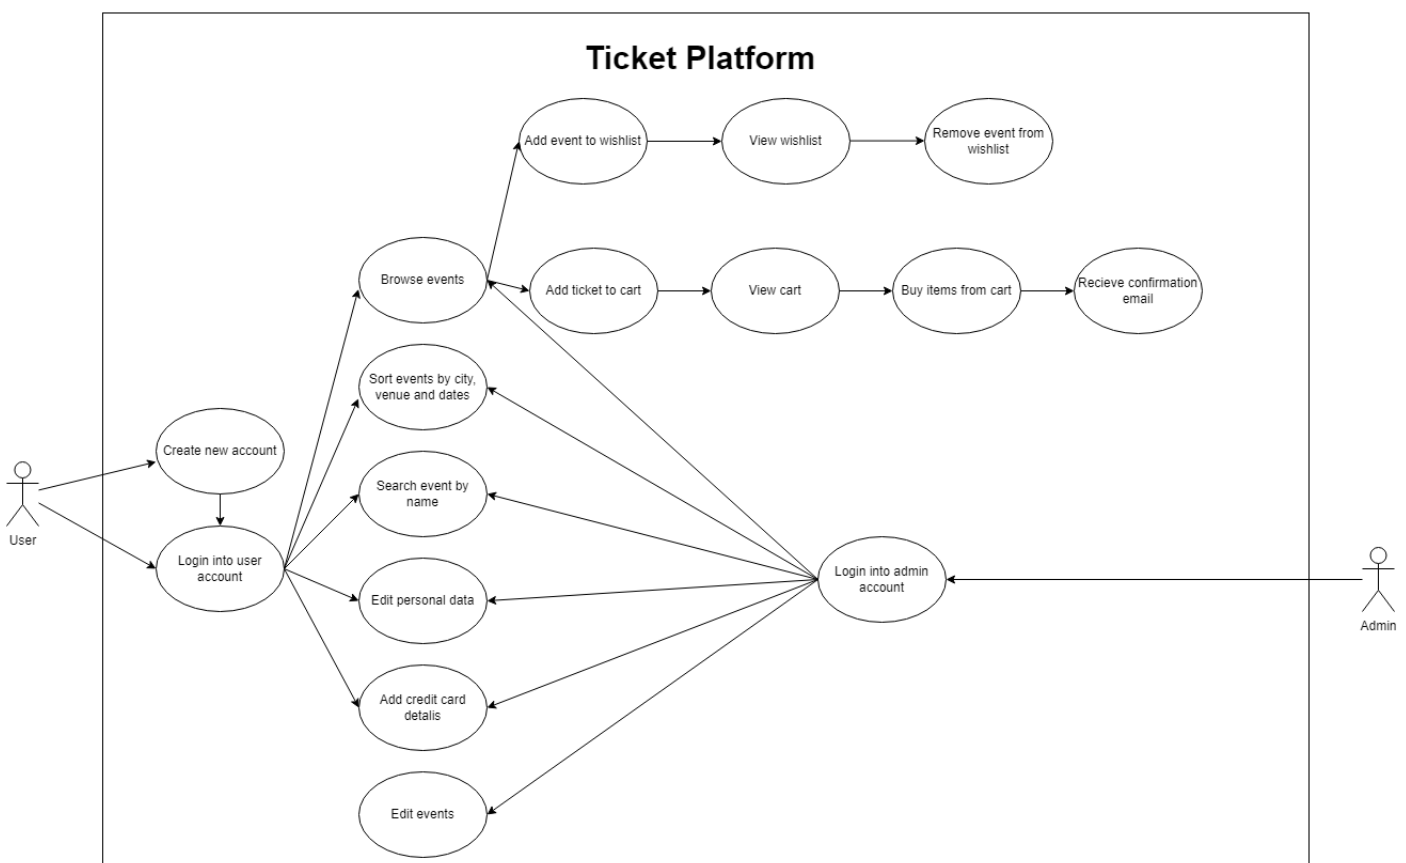 Ticket Platform
Add event to wishlist
View wishlist
Remove event from
wishlist
Browse events
Add ticket to cart
View cart
Buy items from cart
Recieve confirmation
email
Sort events by city,
venue and dates
Create new account
Search event by
name
User
Login into user
account
Login into admin
account
Edit personal data
Admin
Add credit card
detalis
Edit events